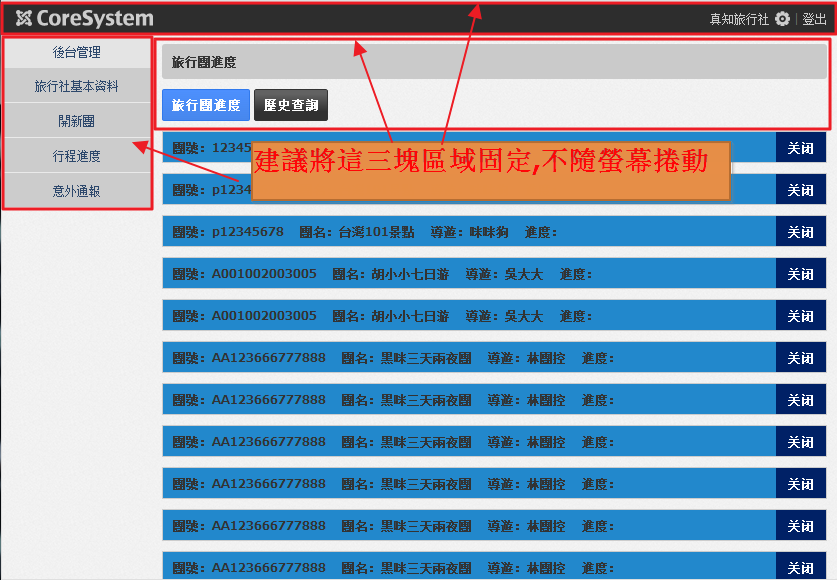 CoreSystem
真知旅行社 登出
後台管理
旅行社基本資料
開新團
行程進度
意外通報
旅行團進度
旅行團進度 歷史查詢
團號：12345 关闭
建議將這三塊區域固定,不隨螢幕捲動
團號：p1234 关闭
團號：p12345678 團名：台灣101景點 導遊：咪咪狗 進度： 关闭
團號：A001002003005 團名：胡小小七日游 導遊：吳大大 進度： 关闭
團號：A001002003005 團名：胡小小七日游 導遊：吳大大 進度： 关闭
團號：AA123666777888 團名：黑咪三天兩夜團 導遊：林團控 進度： 关闭
團號：AA123666777888 團名：黑咪三天兩夜團 導遊：林團控 進度： 关闭
團號：AA123666777888 團名：黑咪三天兩夜團 導遊：林團控 進度： 关闭
團號：AA123666777888 團名：黑咪三天兩夜團 導遊：林團控 進度： 关闭
團號：AA123666777888 團名：黑咪三天兩夜團 導遊：林團控 進度： 关闭
團號：AA123666777888 團名：黑咪三天兩夜團 導遊：林團控 進度： 关闭